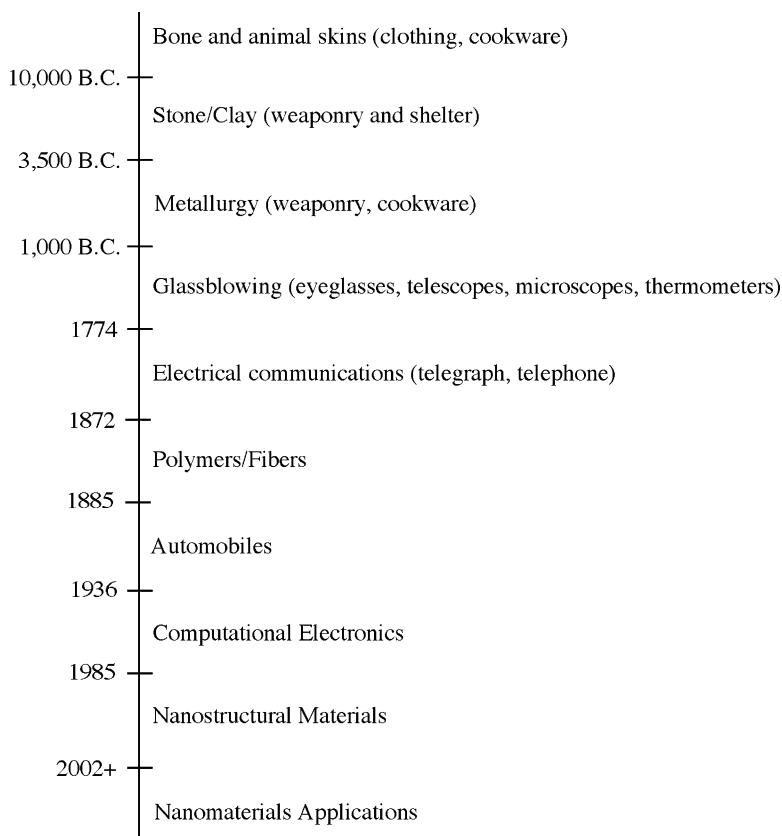 Bone and animal skins (clothing, cookware)
10,000 B.C.
Stone/Clay (weaponry and shelter)
3,500 B.C.
Metallurgy (weaponry, cookware)
1,000 B.C.
Glassblowing (eyeglasses, telescopes, microscopes, thermometers)
1774
Electrical communications (telegraph, telephone)
1872
Polymers/Fibers
1885
Automobiles
1936
Computational Electronics
1985
Nanostructural Materials
2002+
Nanomaterials Applications